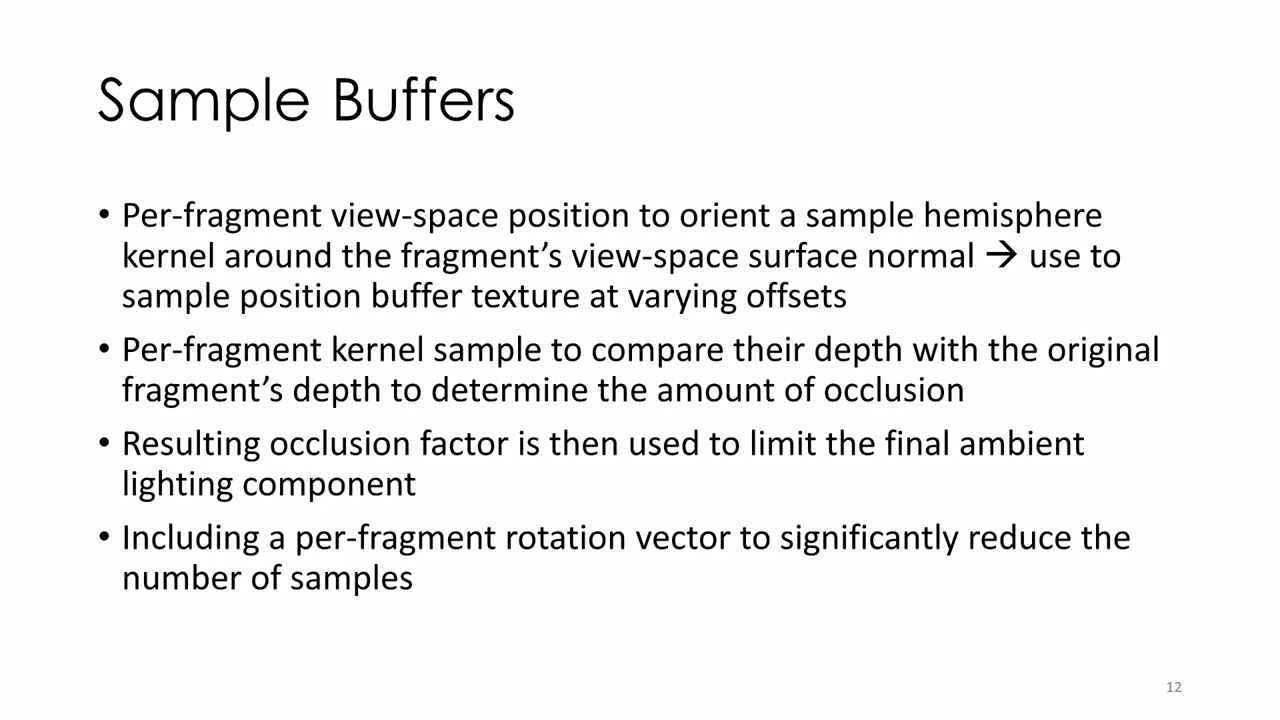 Sample Buffers
• Per-fragment view-space position to orient a sample hemisphere
kernel around the fragment’s view-space surface normal → use to
sample position buffer texture at varying offsets
• Per-fragment kernel sample to compare their depth with the original
fragment’s depth to determine the amount of occlusion
• Resulting occlusion factor is then used to limit the final ambient
lighting component
• Including a per-fragment rotation vector to significantly reduce the
number of samples
12